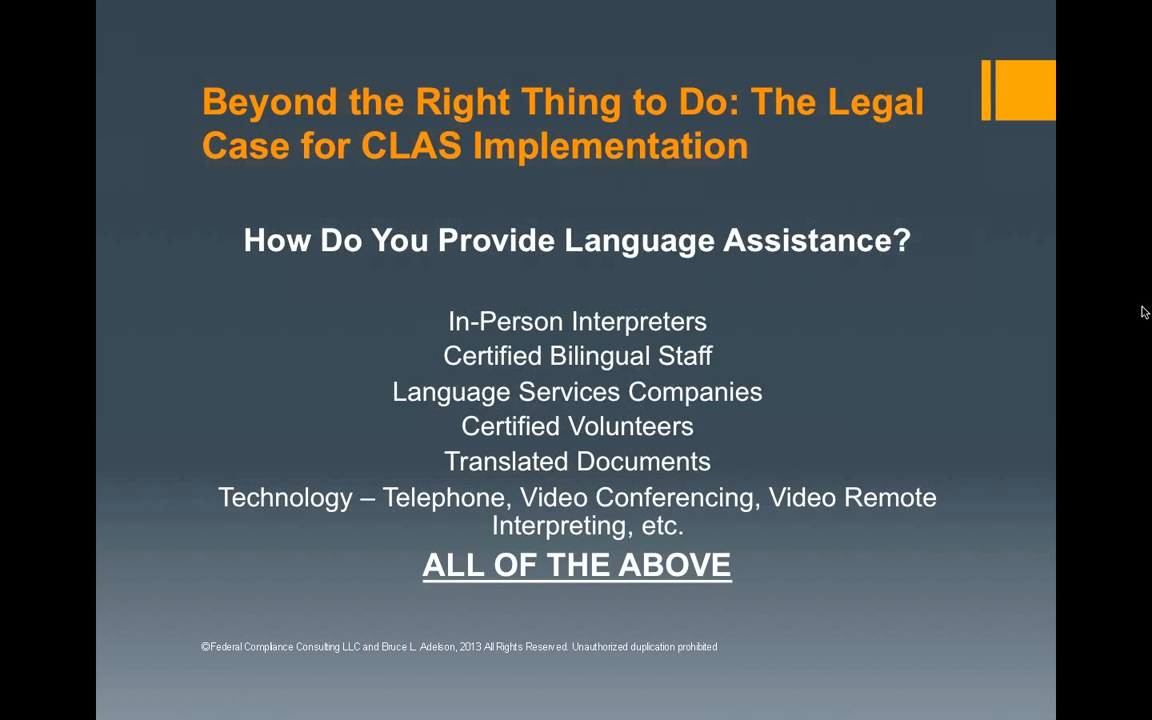 Beyond the Right Thing to Do: The Legal
Case for CLAS Implementation
How Do You Provide Language Assistance?
In-Person Interpreters
Certified Bilingual Staff
Language Services Companies
Certified Volunteers
Translated Documents
Technology – Telephone, Video Conferencing, Video Remote
Interpreting, etc.
ALL OF THE ABOVE
©Federal Compliance Consulting LLC and Bruce L. Adelson, 2013 All Rights Reserved. Unauthorized duplication prohibited